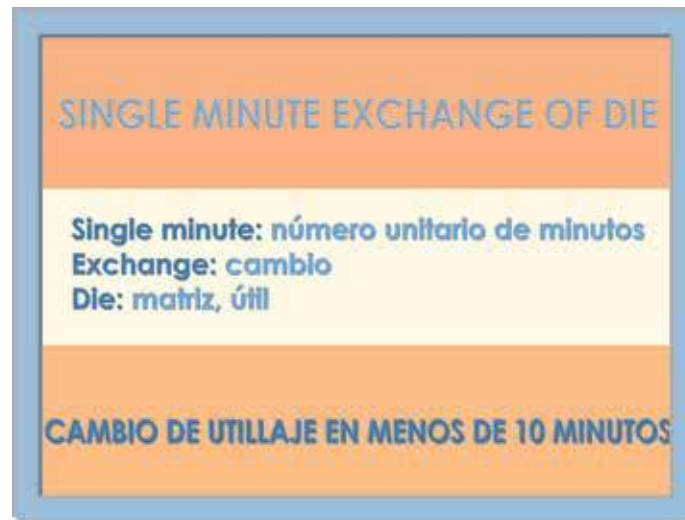 SINGLE MINUTE EXCHANGE OF DIE
Single minute: número unitario de minutos
Exchange: cambio
Die: matriz, útil
CAMBIO DE UTILLAJE EN MENOS DE 10 MINUTOS